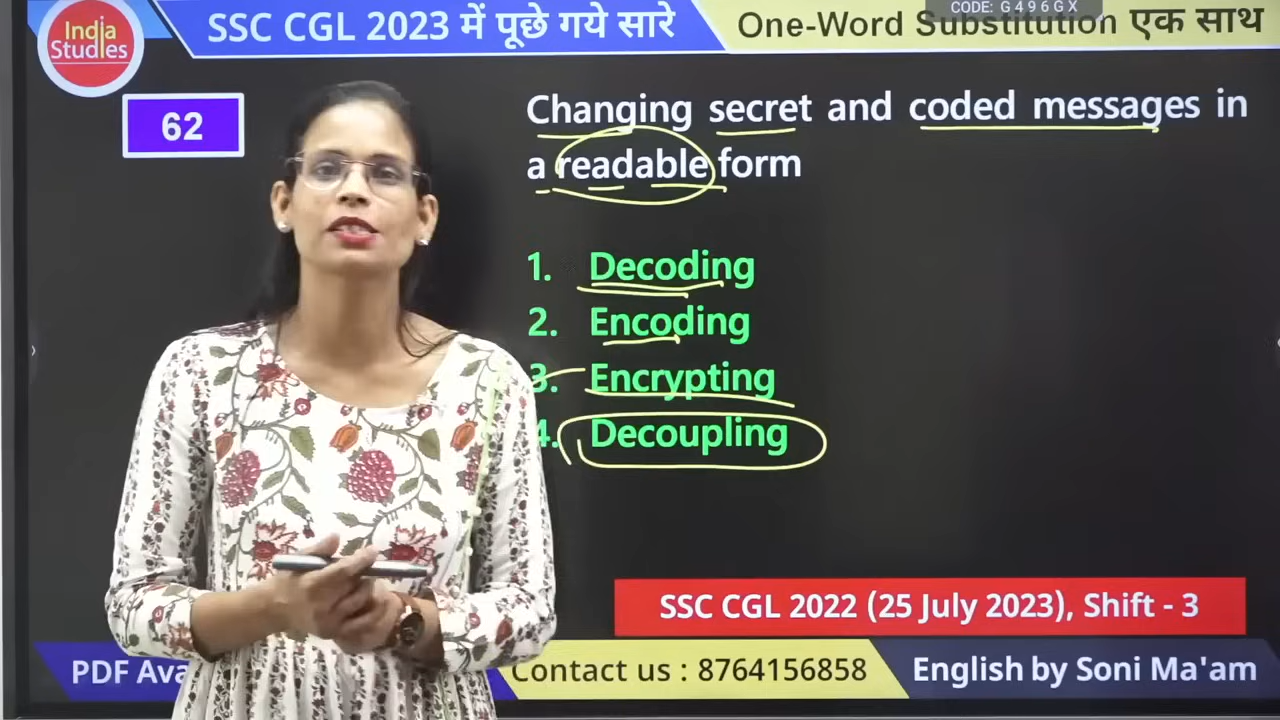 India
Studies
SSC CGL 2023 में पूछे गये सारे
One-Word Substitution एक साथ
CODE: G496GX
62
Changing secret and coded messages in
a readable form
1. Decoding
2. Encoding
3. Encrypting
4. Decoupling
SSC CGL 2022 (25 July 2023), Shift - 3
PDF
Contact us : 8764156858
English by Soni Ma'am